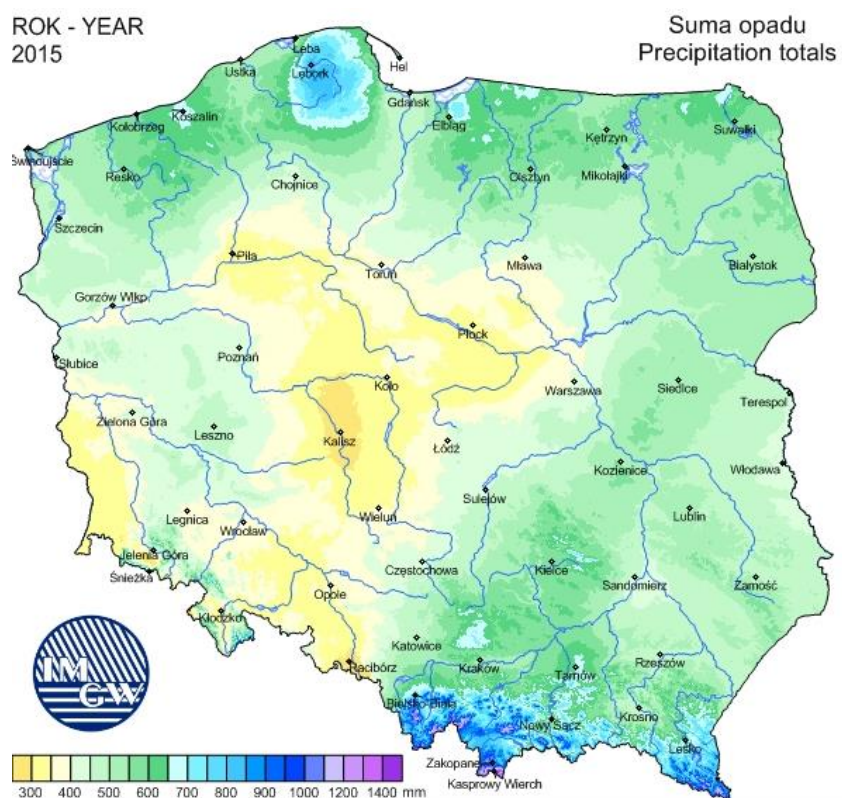 ROK - YEAR
2015
Suma opadu
Precipitation totals
Łeba
Ustka
Lębork
Hel
Gdańsk
Koszalin
Kołobrzeg
Elbląg
Suwałki
Kętrzyn
Świnoujście
Resko
Chojnice
Olsztyn
Mikołajki
Szczecin
Piła
Toruń
Mława
Białystok
Gorzów Wlkp.
Płock
Słubice
Poznań
Koło
Warszawa
Siedlce
Terespol
Zielona Góra
Leszno
Kalisz
Łódź
Kozienice
Włodawa
Sulejów
Legnica
Wrocław
Wieluń
Lublin
Jelenia Góra
Śnieżka
Częstochowa
Kielce
Sandomierz
Zamość
Opole
Kłodzko
Katowice
Racibórz
Kraków
Tarnów
Rzeszów
Bielsko-Biała
Nowy Sącz
Krosno
Lesko
Zakopane
Kasprowy Wierch
IM
GW
300 400 500 600 700 800 900 1000 1200 1400 mm